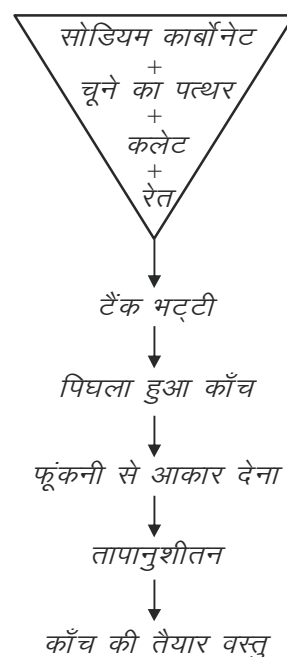 सोडियम कार्बोनेट
+
चूने का पत्थर
+
कलेट
+
रेत
टैंक भट्टी
पिघला हुआ काँच
फूंकनी से आकार देना
तापानुशीतन
काँच की तैयार वस्तु